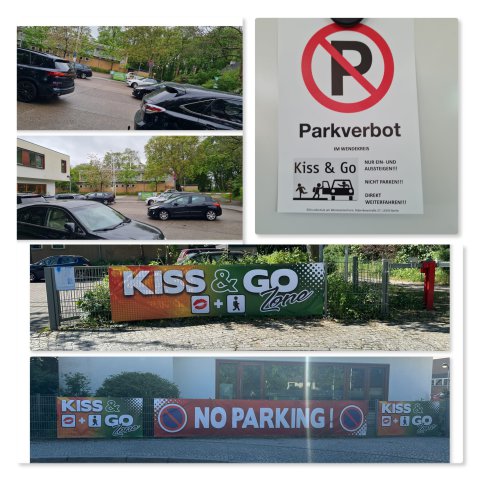 P
Parkverbot
IM WENDEKREIS
Kiss & Go
NUR EIN- UND
AUSSTEIGEN!!!
NICHT PARKEN!!!
DIREKT
WEITERFAHREN!!!
KISS & GO
+
Zone
KISS &
+ GO
Zone
NO PARKING!
KISS &
+ GO
Zone